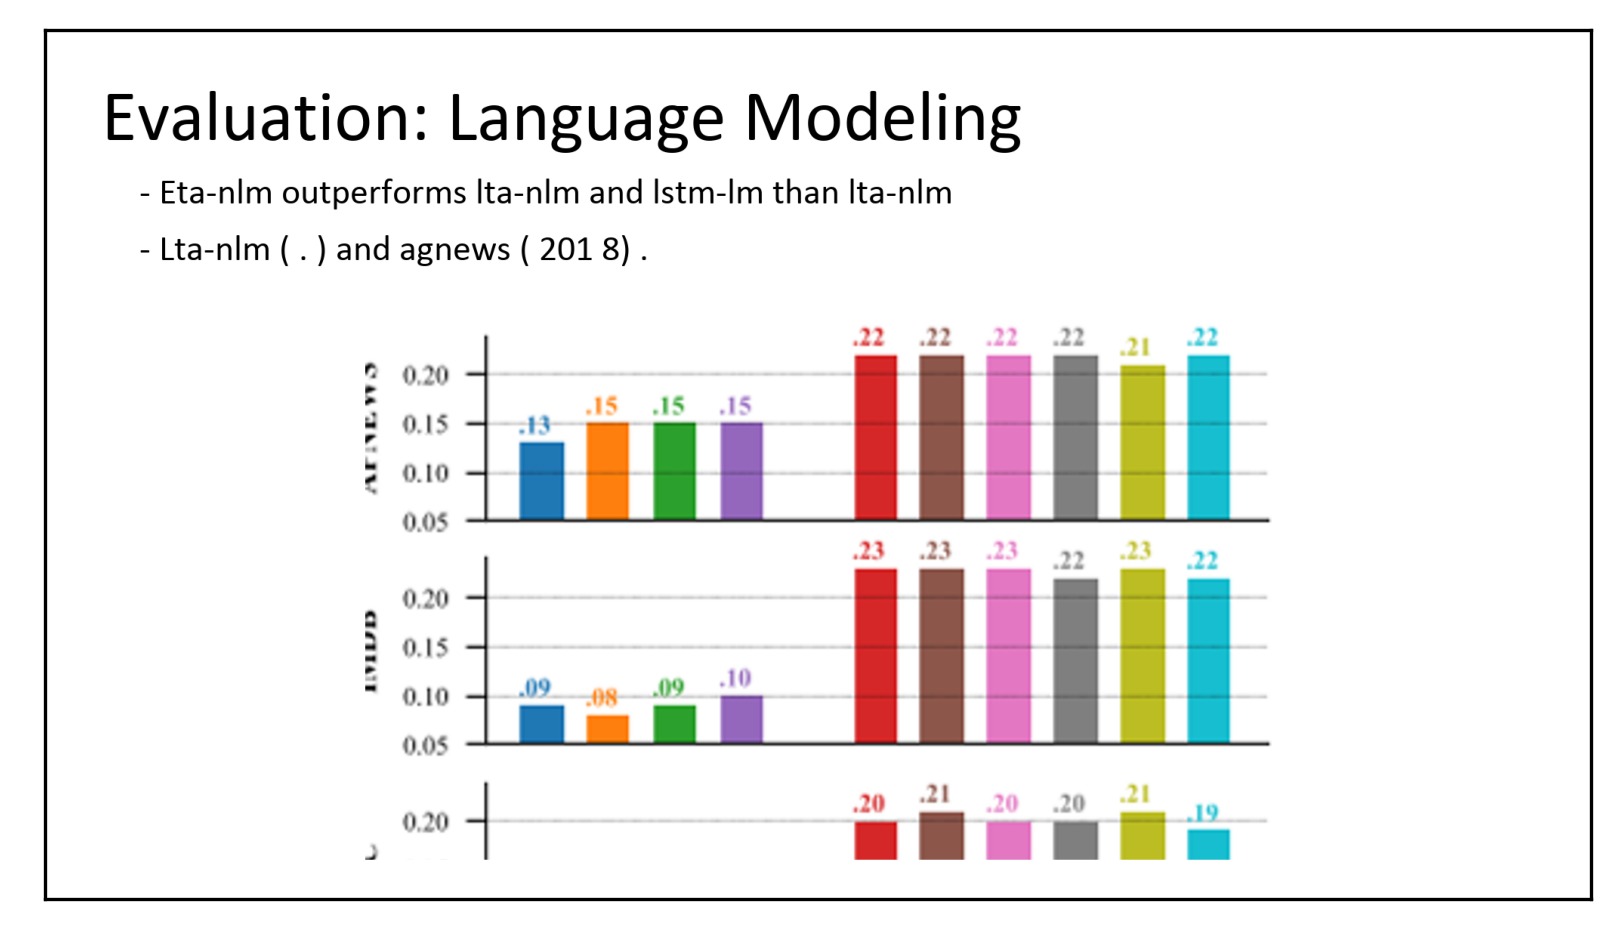 Evaluation: Language Modeling
- Eta-nlm outperforms lta-nlm and lstm-lm than lta-nlm
- Lta-nlm ( . ) and agnews ( 201 8) .
.22 .22 .22 .22 .21 .22
0.20
.13 .15 .15 .15
0.15
APNEWS
0.10
0.05
.23 .23 .23 .22 .23 .22
0.20
0.15
IMDB
.09 .08 .09 .10
0.10
0.05
.20 .21 .20 .20 .21 .19
0.20